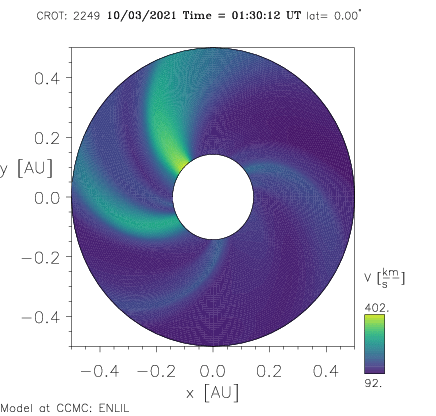 CROT: 2249 10/03/2021 Time = 01:30:12 UT lat= 0.00°
0.4
0.2
y [AU]
0.0
−0.2
−0.4
−0.4 −0.2 0.0 0.2 0.4
x [AU]
V [km/s]
402.
92.
Model at CCMC: ENLIL